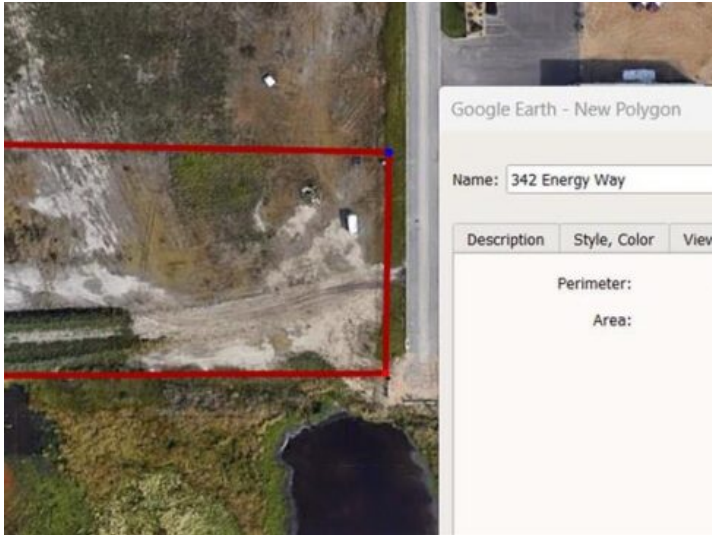 Google Earth - New Polygon
Name: 342 Energy Way
Description Style, Color View
Perimeter:
Area: